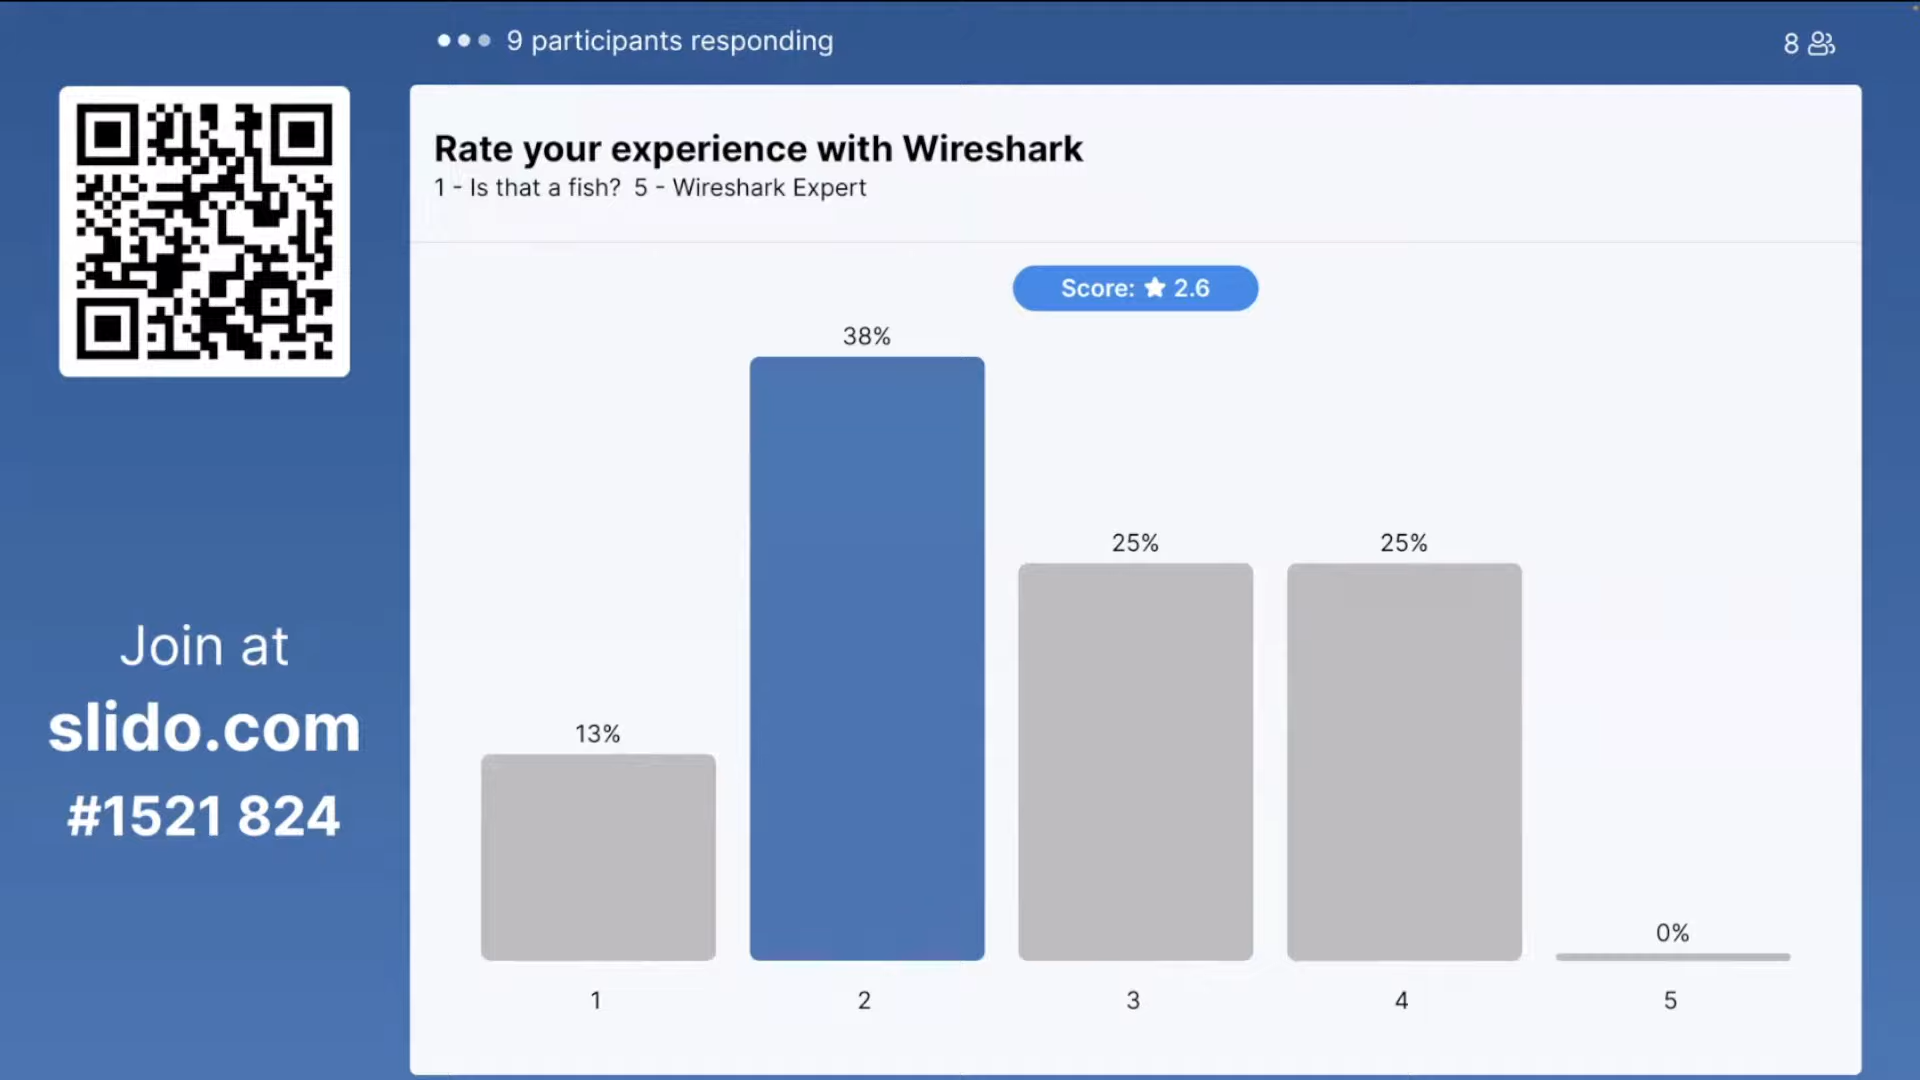 9 participants responding
8
Rate your experience with Wireshark
1 - Is that a fish?  5 - Wireshark Expert
Score: ★ 2.6
38%
25%
25%
13%
0%
1
2
3
4
5
Join at
slido.com
#1521 824